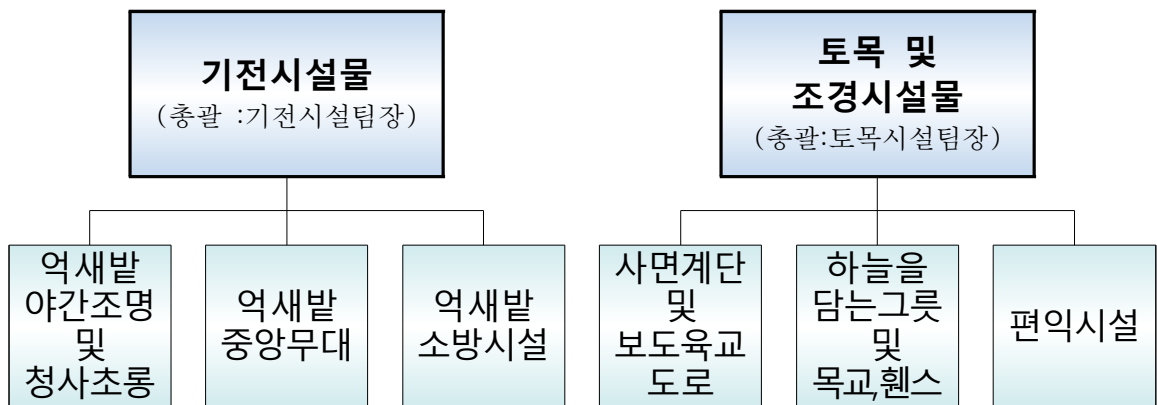 기전시설물
(총괄 :기전시설팀장)
토목 및
조경시설물
(총괄:토목시설팀장)
억새밭
야간조명
및
청사초롱
억새밭
중앙무대
억새밭
소방시설
사면계단
및
보도육교
도로
하늘을
담는그릇
및
목교,휀스
편익시설